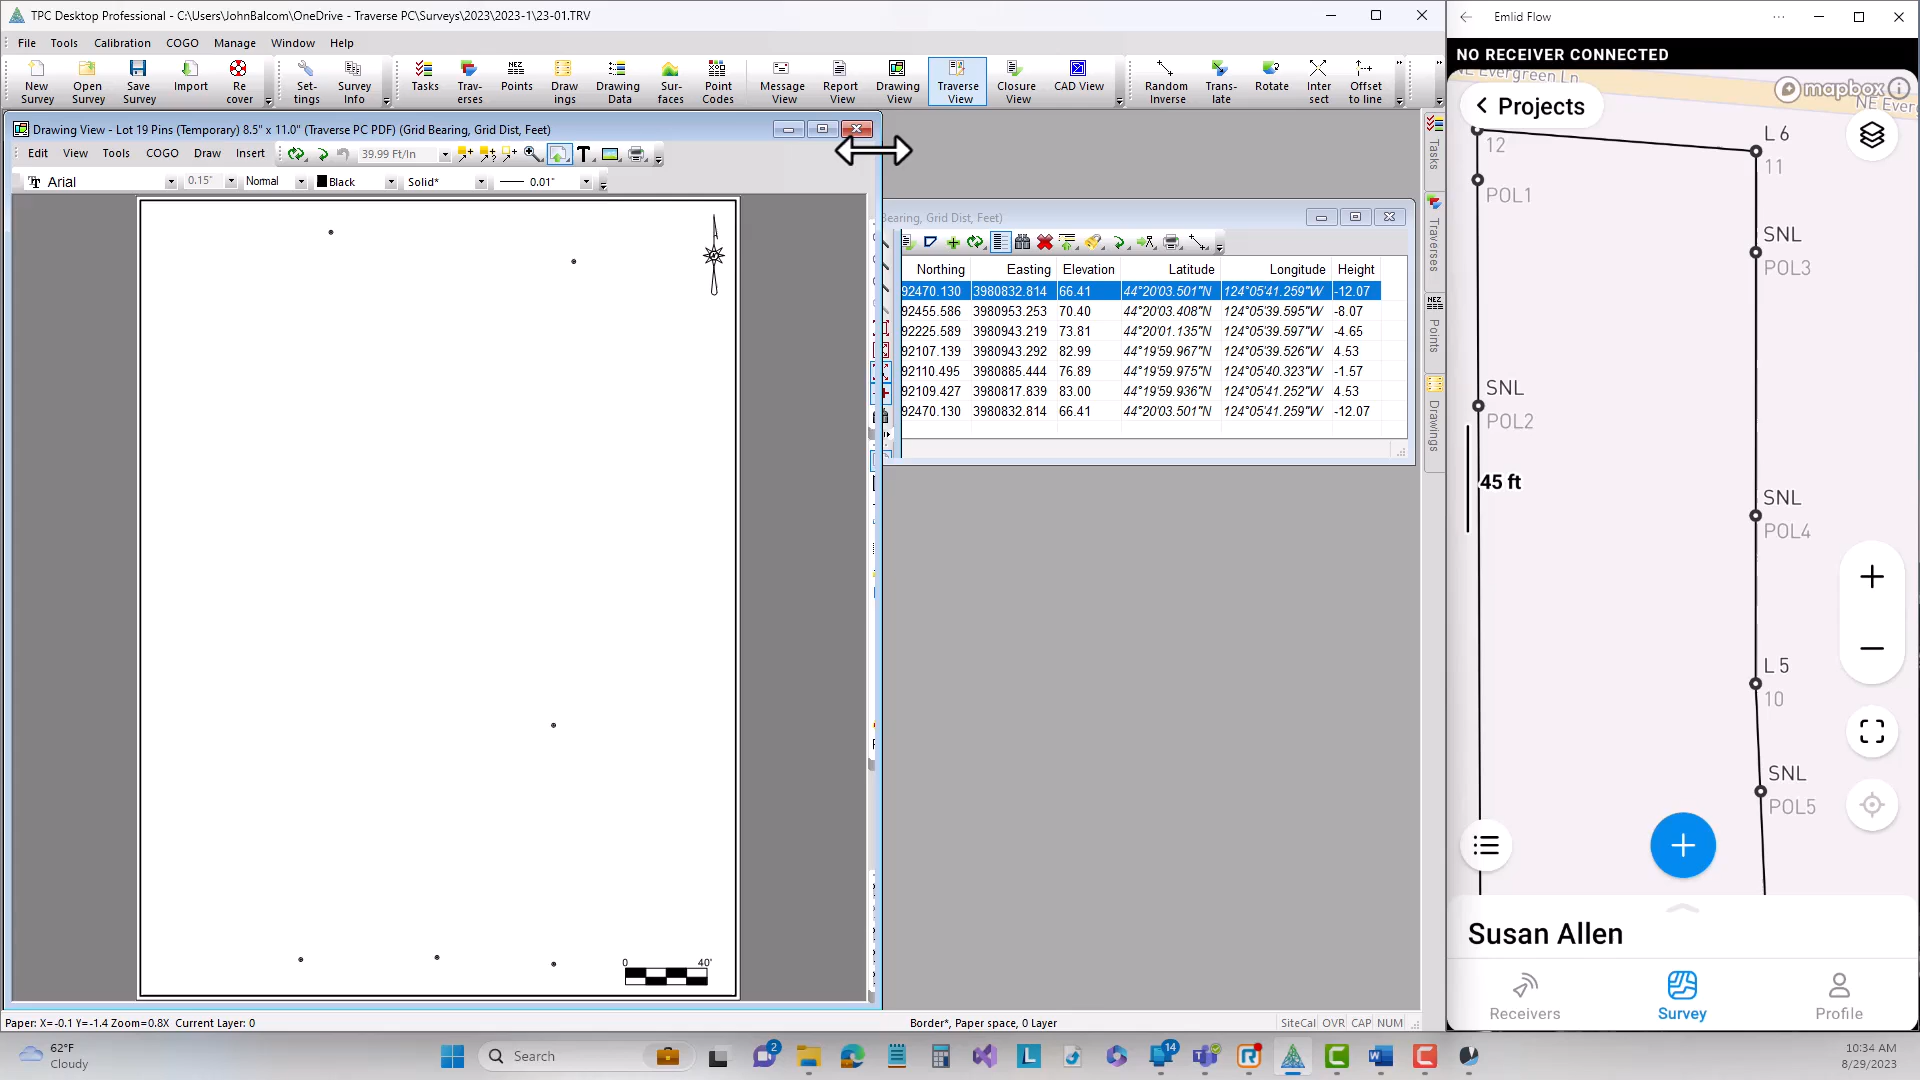 TPC Desktop Professional - C:\Users\JohnBalcom\OneDrive - Traverse PC\Surveys\2023\2023-1\23-01.TRV
File Tools Calibration COGO Manage Window Help
New Survey
Open Survey
Save Survey
Import
Re cover
Set- tings
Survey Info
Tasks
Trav- erses
Points
Draw ings
Drawing Data
Sur- faces
Point Codes
Message View
Report View
Drawing View
Traverse View
Closure View
CAD View
Random Inverse
Trans- late
Rotate
Inter sect
Offset to line
Drawing View - Lot 19 Pins (Temporary) 8.5" x 11.0" (Traverse PC PDF) (Grid Bearing, Grid Dist, Feet)
Edit View Tools COGO Draw Insert 39.99 Ft/In
Arial 0.15" Normal Black Solid* 0.01"
0 40'
Bearing, Grid Dist, Feet)
Northing Easting Elevation Latitude Longitude Height
92470.130 3980832.814 66.41 44°20'03.501"N 124°05'41.259"W -12.07
92455.586 3980953.253 70.40 44°20'03.408"N 124°05'39.595"W -8.07
92225.589 3980943.219 73.81 44°20'01.135"N 124°05'39.597"W -4.65
92107.139 3980943.292 82.99 44°19'59.967"N 124°05'39.526"W 4.53
92110.495 3980885.444 76.89 44°19'59.975"N 124°05'40.323"W -1.57
92109.427 3980817.839 83.00 44°19'59.936"N 124°05'41.252"W 4.53
92470.130 3980832.814 66.41 44°20'03.501"N 124°05'41.259"W -12.07
Tasks
Traverses
NEZ
Points
Drawings
Paper: X=-0.1 Y=-1.4 Zoom=0.8X Current Layer: 0
Border*, Paper space, 0 Layer
SiteCal OVR CAP NUM
Emlid Flow
NO RECEIVER CONNECTED
NE Evergreen Ln
mapbox
Projects
L 6
11
12
POL1
SNL
POL3
SNL
POL2
45 ft
SNL
POL4
L 5
10
SNL
POL5
Susan Allen
Receivers
Survey
Profile
62°F
Cloudy
Search
2
14
10:34 AM
8/29/2023